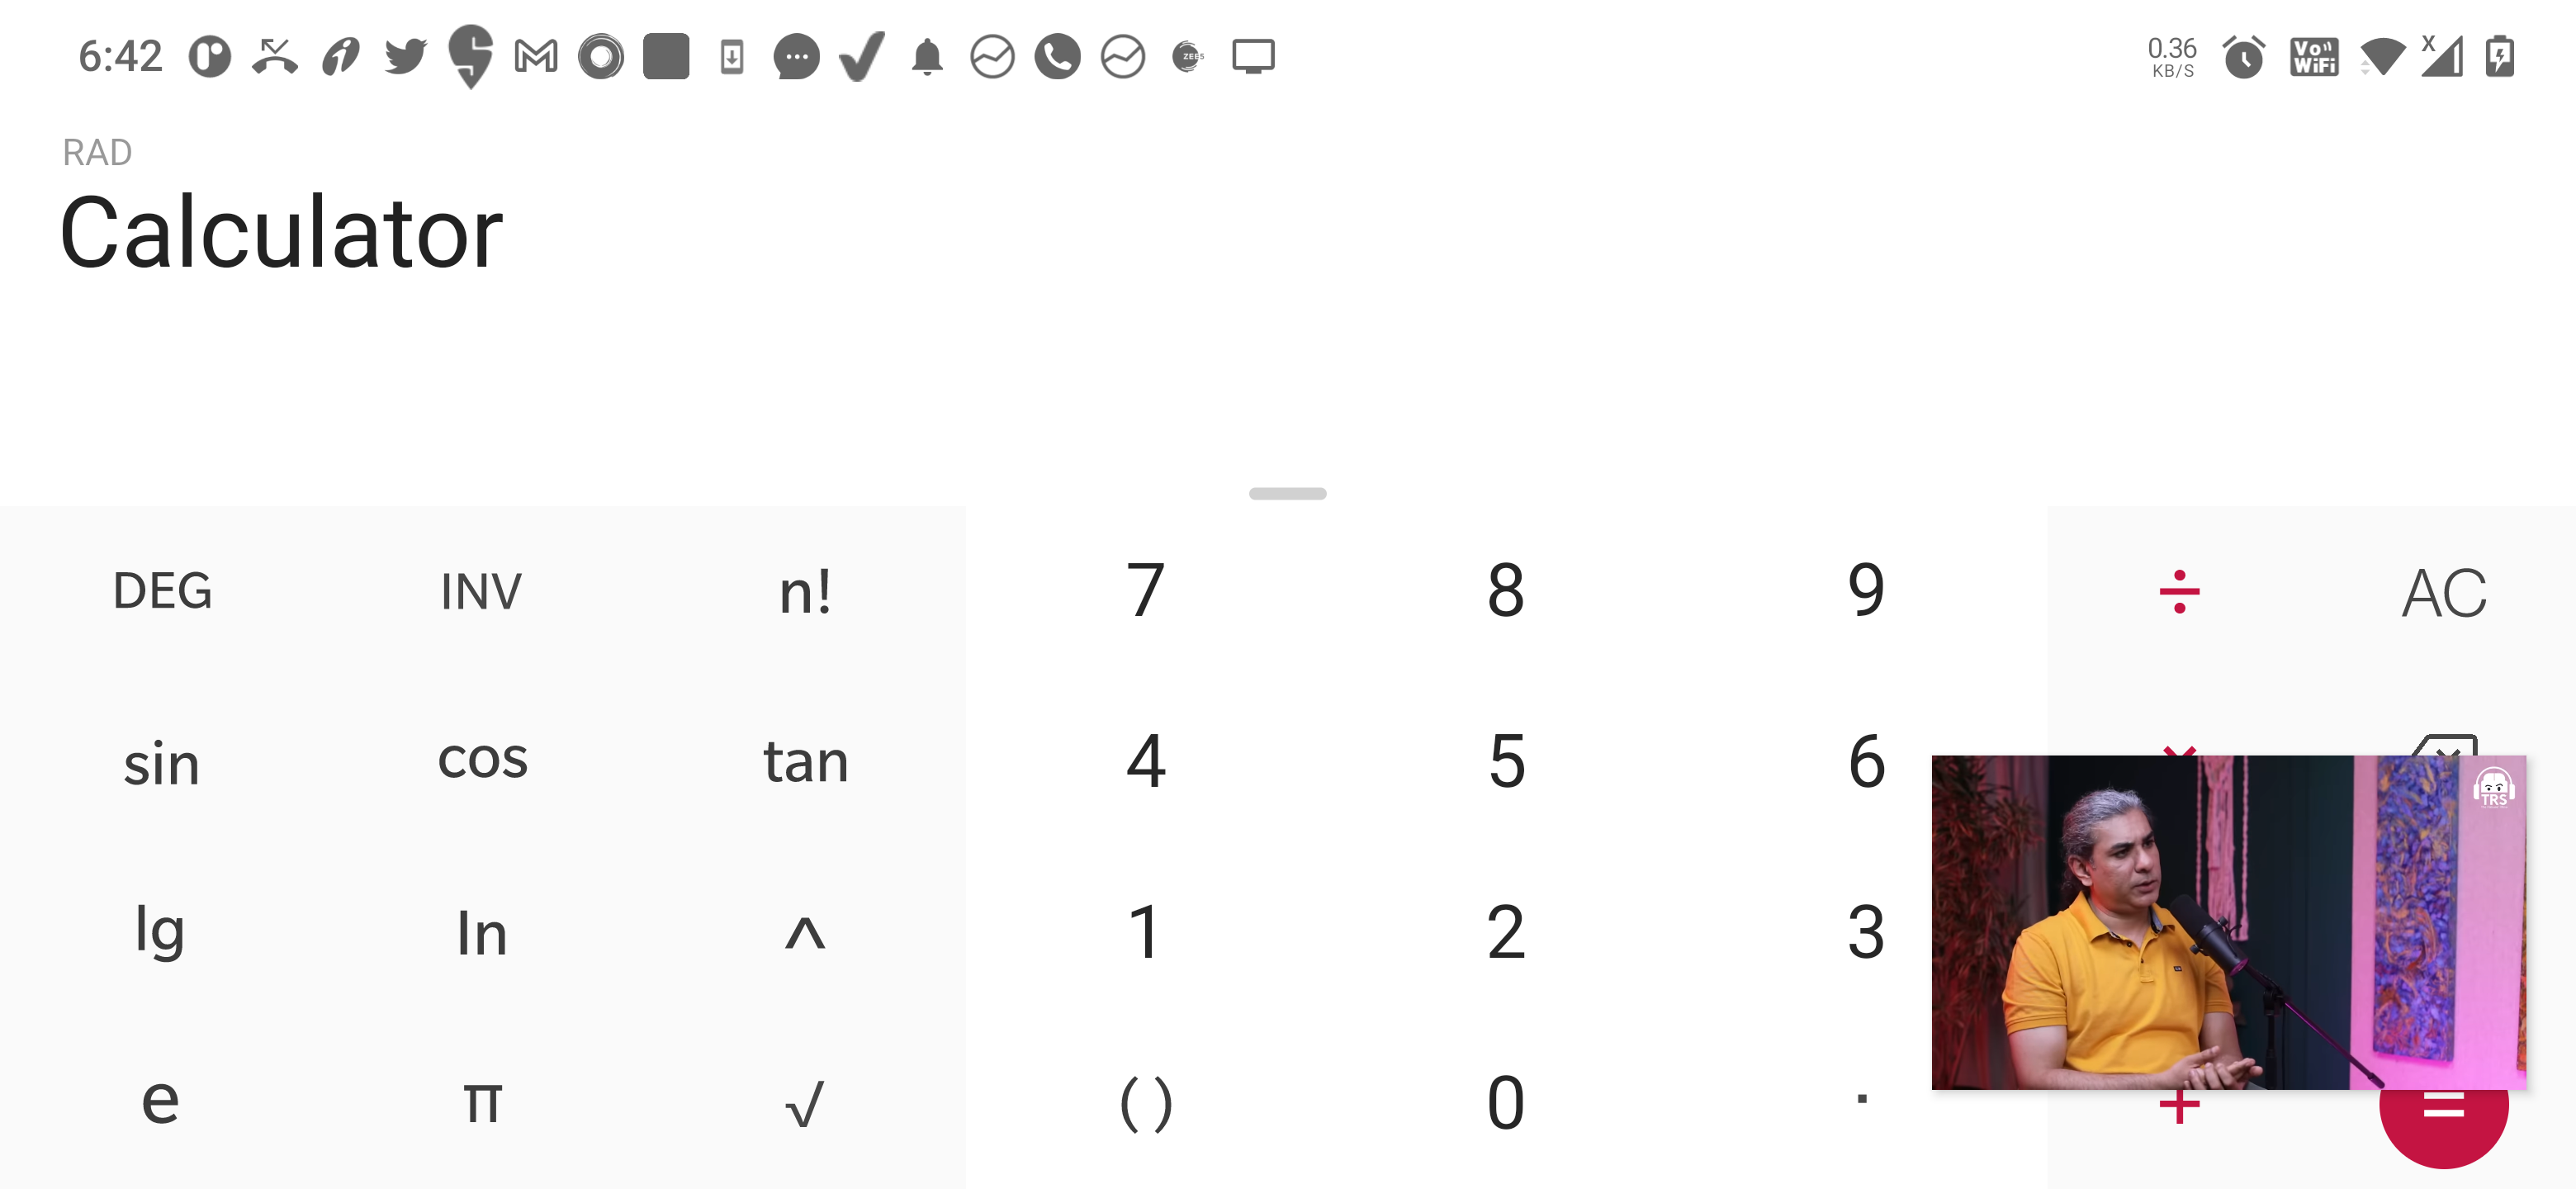 6:42 0.36 KB/S Vo WiFi X
RAD
Calculator
DEG INV n! 7 8 9 ÷ AC
sin cos tan 4 5 6 ×
TRS
lg ln ^ 1 2 3
e π √ ( ) 0 . + =